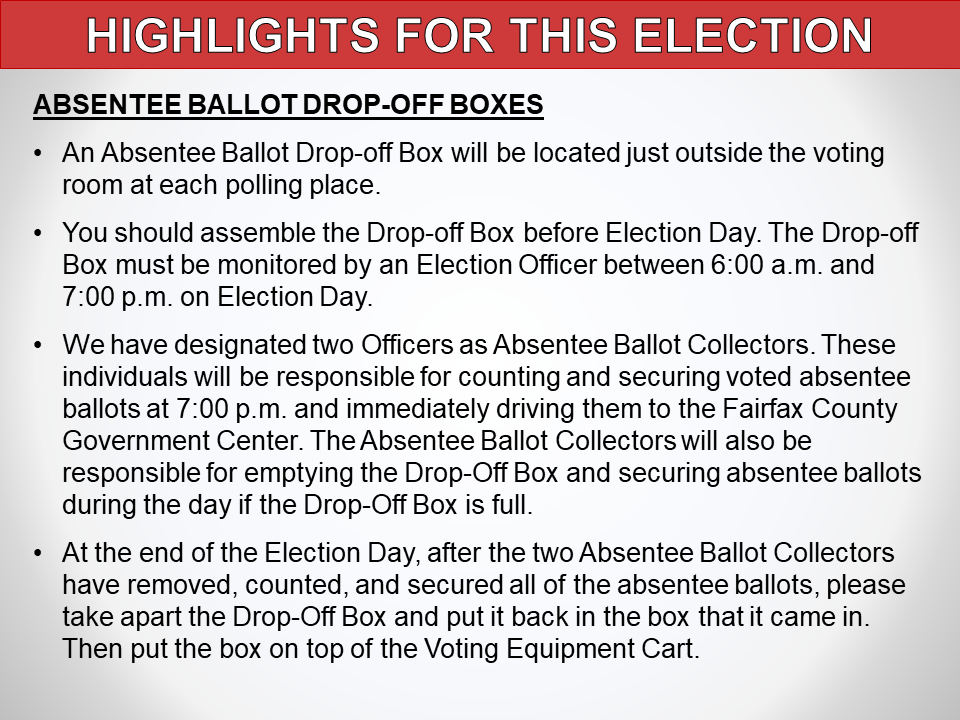 HIGHLIGHTS FOR THIS ELECTION
ABSENTEE BALLOT DROP-OFF BOXES
• An Absentee Ballot Drop-off Box will be located just outside the voting
room at each polling place.
• You should assemble the Drop-off Box before Election Day. The Drop-off
Box must be monitored by an Election Officer between 6:00 a.m. and
7:00 p.m. on Election Day.
• We have designated two Officers as Absentee Ballot Collectors. These
individuals will be responsible for counting and securing voted absentee
ballots at 7:00 p.m. and immediately driving them to the Fairfax County
Government Center. The Absentee Ballot Collectors will also be
responsible for emptying the Drop-Off Box and securing absentee ballots
during the day if the Drop-Off Box is full.
• At the end of the Election Day, after the two Absentee Ballot Collectors
have removed, counted, and secured all of the absentee ballots, please
take apart the Drop-Off Box and put it back in the box that it came in.
Then put the box on top of the Voting Equipment Cart.